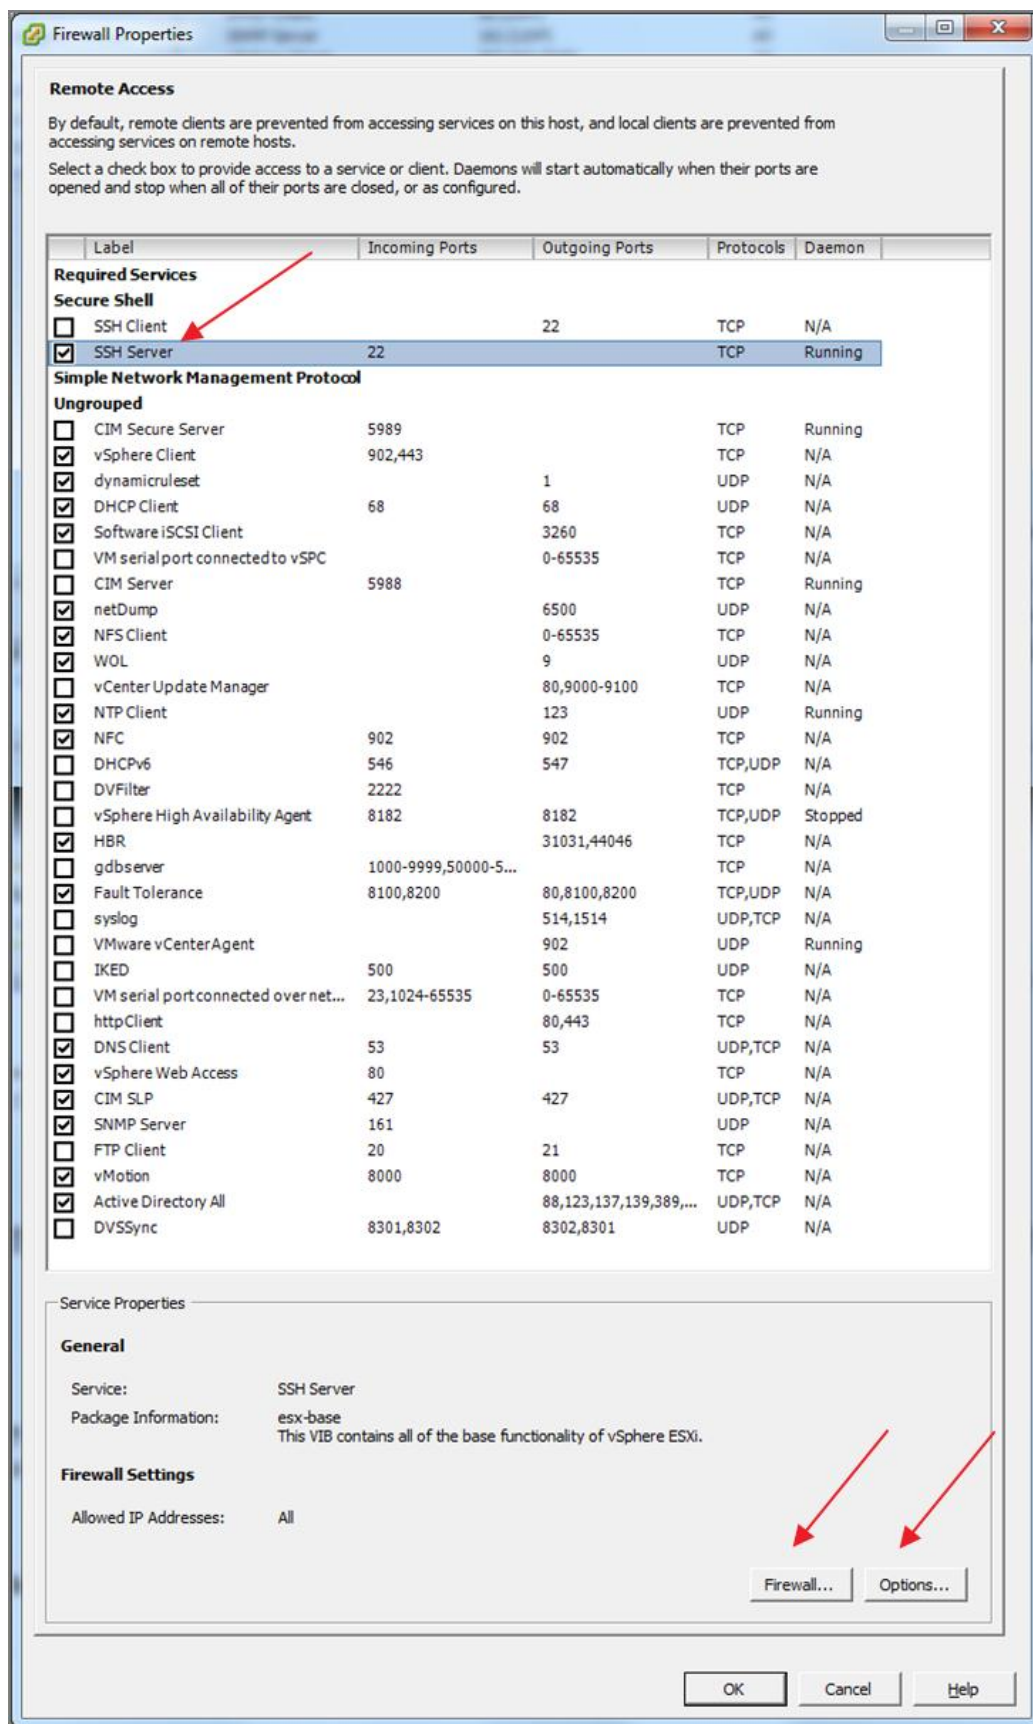 Firewall Properties
Remote Access
By default, remote clients are prevented from accessing services on this host, and local clients are prevented from
accessing services on remote hosts.
Select a check box to provide access to a service or client. Daemons will start automatically when their ports are
opened and stop when all of their ports are closed, or as configured.
Label Incoming Ports Outgoing Ports Protocols Daemon
Required Services
Secure Shell
SSH Client 22 TCP N/A
SSH Server 22 TCP Running
Simple Network Management Protocol
Ungrouped
CIM Secure Server 5989 TCP Running
vSphere Client 902,443 TCP N/A
dynamicruleset 1 UDP N/A
DHCP Client 68 68 UDP N/A
Software iSCSI Client 3260 TCP N/A
VM serial port connected to vSPC 0-65535 TCP N/A
CIM Server 5988 TCP Running
netDump 6500 UDP N/A
NFS Client 0-65535 TCP N/A
WOL 9 UDP N/A
vCenter Update Manager 80,9000-9100 TCP N/A
NTP Client 123 UDP Running
NFC 902 902 TCP N/A
DHCPv6 546 547 TCP,UDP N/A
DVFilter 2222 TCP N/A
vSphere High Availability Agent 8182 8182 TCP,UDP Stopped
HBR 31031,44046 TCP N/A
gdbserver 1000-9999,50000-5... TCP N/A
Fault Tolerance 8100,8200 80,8100,8200 TCP,UDP N/A
syslog 514,1514 UDP,TCP N/A
VMware vCenterAgent 902 UDP Running
IKED 500 500 UDP N/A
VM serial port connected over net... 23,1024-65535 0-65535 TCP N/A
httpClient 80,443 TCP N/A
DNS Client 53 53 UDP,TCP N/A
vSphere Web Access 80 TCP N/A
CIM SLP 427 427 UDP,TCP N/A
SNMP Server 161 UDP N/A
FTP Client 20 21 TCP N/A
vMotion 8000 8000 TCP N/A
Active Directory All 88,123,137,139,389,... UDP,TCP N/A
DVSSync 8301,8302 8302,8301 UDP N/A
Service Properties
General
Service: SSH Server
Package Information: esx-base
This VIB contains all of the base functionality of vSphere ESXi.
Firewall Settings
Allowed IP Addresses: All
Firewall... Options...
OK Cancel Help